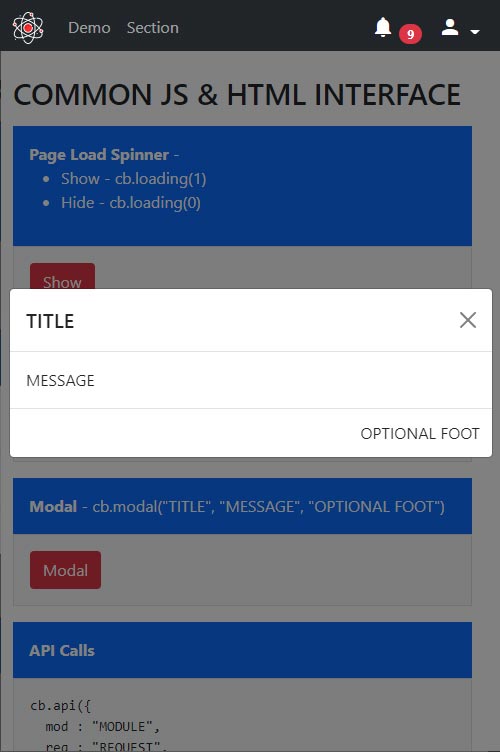 Demo Section 9
COMMON JS & HTML INTERFACE
Page Load Spinner -
• Show - cb.loading(1)
• Hide - cb.loading(0)
Show
TITLE
MESSAGE
OPTIONAL FOOT
Modal - cb.modal("TITLE", "MESSAGE", "OPTIONAL FOOT")
Modal
API Calls
cb.api({
mod : "MODULE",
req : "REQUEST",